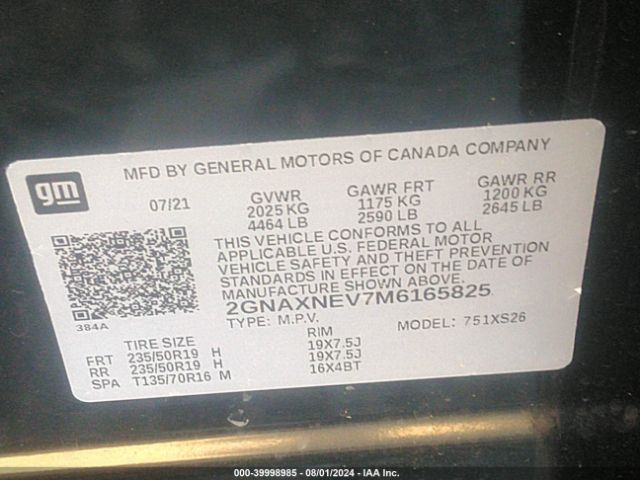 gm
MFD BY GENERAL MOTORS OF CANADA COMPANY
07/21 GVWR GAWR FRT GAWR RR
2025 KG 1175 KG 1200 KG
4464 LB 2590 LB 2645 LB
THIS VEHICLE CONFORMS TO ALL
APPLICABLE U.S. FEDERAL MOTOR
VEHICLE SAFETY AND THEFT PREVENTION
STANDARDS IN EFFECT ON THE DATE OF
MANUFACTURE SHOWN ABOVE.
384A
2GNAXNEV7M6165825
TYPE: M.P.V. MODEL: 751XS26
TIRE SIZE RIM
FRT 235/50R19 H 19X7.5J
RR 235/50R19 H 19X7.5J
SPA T135/70R16 M 16X4BT
000-39998985 - 08/01/2024 - IAA Inc.